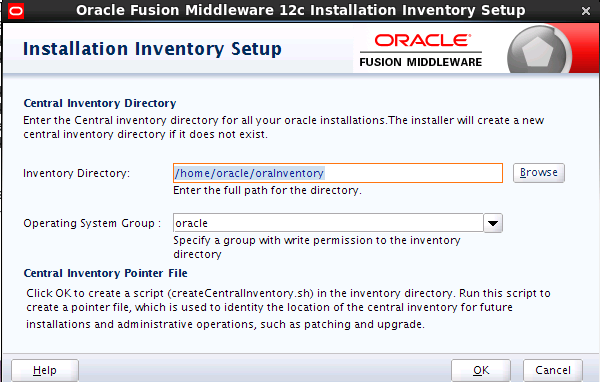 Oracle Fusion Middleware 12c Installation Inventory Setup
Installation Inventory Setup
ORACLE
FUSION MIDDLEWARE
Central Inventory Directory
Enter the Central inventory directory for all your oracle installations.The installer will create a new
central inventory directory if it does not exist.
Inventory Directory:
/home/oracle/oraInventory
Browse
Enter the full path for the directory.
Operating System Group :
oracle
Specify a group with write permission to the inventory
directory
Central Inventory Pointer File
Click OK to create a script (createCentralInventory.sh) in the inventory directory. Run this script to
create a pointer file, which is used to identity the location of the central inventory for future
installations and administrative operations, such as patching and upgrade.
Help
OK
Cancel